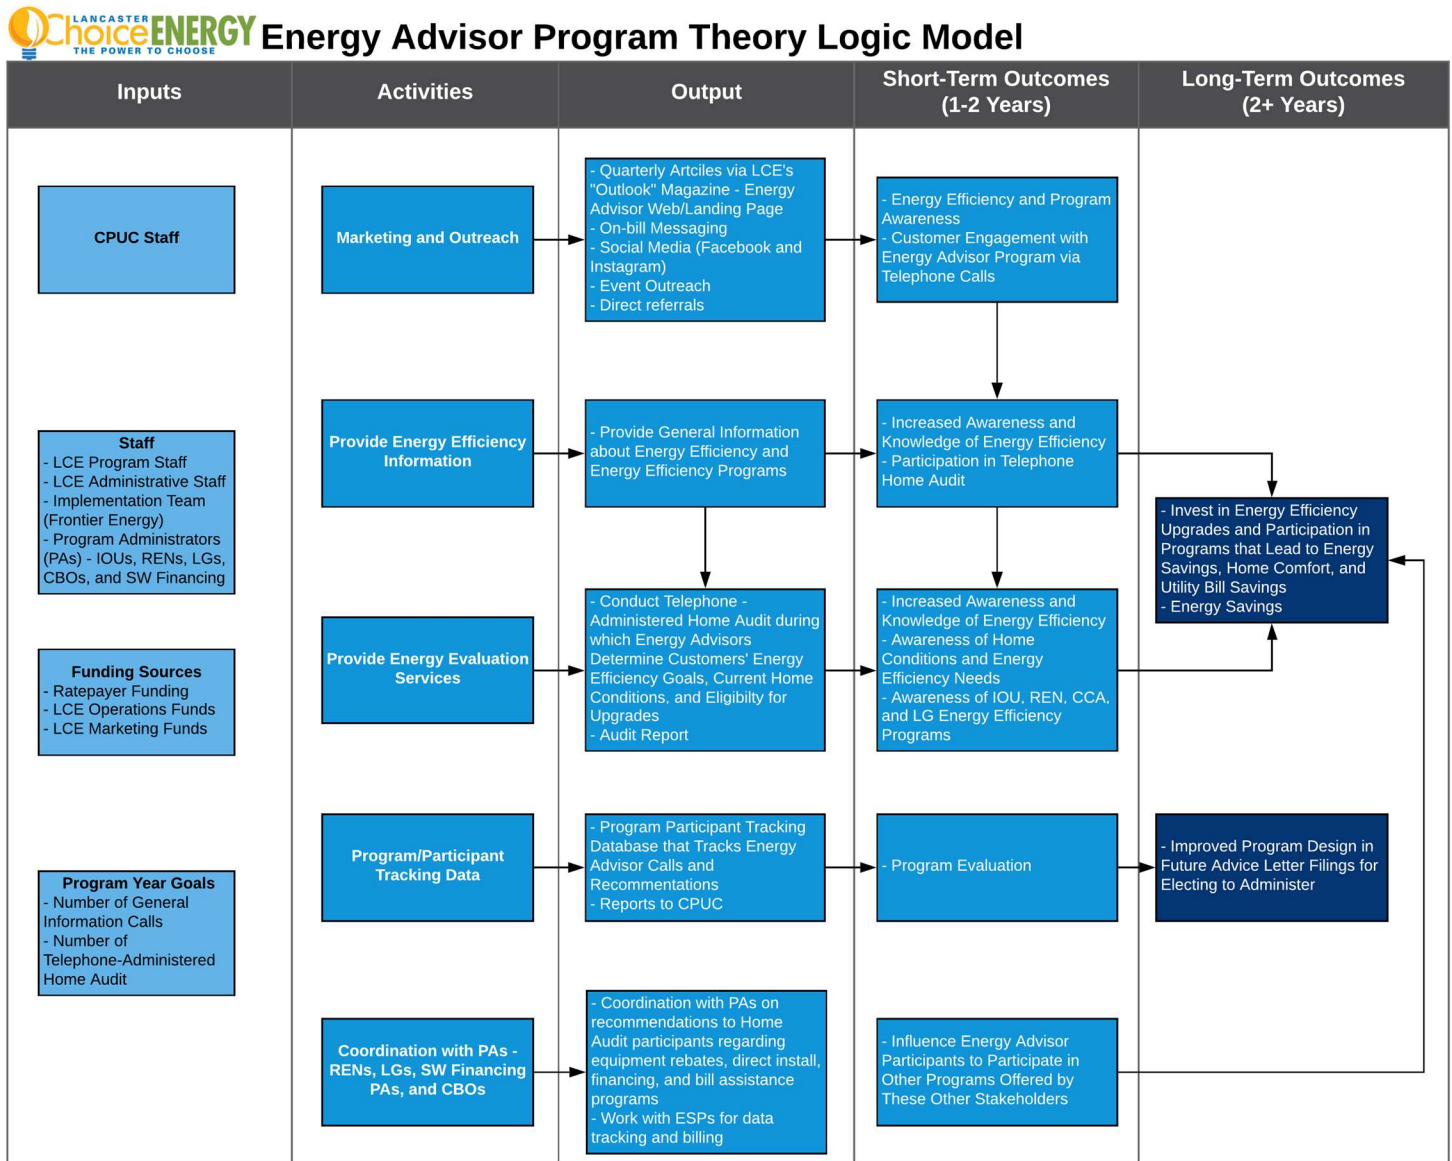 LANCASTER
ChoiceENERGY
THE POWER TO CHOOSE
Energy Advisor Program Theory Logic Model
Inputs
Activities
Output
Short-Term Outcomes
(1-2 Years)
Long-Term Outcomes
(2+ Years)
CPUC Staff
Marketing and Outreach
- Quarterly Artciles via LCE's
"Outlook" Magazine - Energy
Advisor Web/Landing Page
- On-bill Messaging
- Social Media (Facebook and
Instagram)
- Event Outreach
- Direct referrals
- Energy Efficiency and Program
Awareness
- Customer Engagement with
Energy Advisor Program via
Telephone Calls
Staff
- LCE Program Staff
- LCE Administrative Staff
- Implementation Team
(Frontier Energy)
- Program Administrators
(PAs) - IOUs, RENs, LGs,
CBOs, and SW Financing
Provide Energy Efficiency
Information
- Provide General Information
about Energy Efficiency and
Energy Efficiency Programs
- Increased Awareness and
Knowledge of Energy Efficiency
- Participation in Telephone
Home Audit
- Invest in Energy Efficiency
Upgrades and Participation in
Programs that Lead to Energy
Savings, Home Comfort, and
Utility Bill Savings
- Energy Savings
Funding Sources
- Ratepayer Funding
- LCE Operations Funds
- LCE Marketing Funds
Provide Energy Evaluation
Services
- Conduct Telephone -
Administered Home Audit during
which Energy Advisors
Determine Customers' Energy
Efficiency Goals, Current Home
Conditions, and Eligibilty for
Upgrades
- Audit Report
- Increased Awareness and
Knowledge of Energy Efficiency
- Awareness of Home
Conditions and Energy
Efficiency Needs
- Awareness of IOU, REN, CCA,
and LG Energy Efficiency
Programs
Program Year Goals
- Number of General
Information Calls
- Number of
Telephone-Administered
Home Audit
Program/Participant
Tracking Data
- Program Participant Tracking
Database that Tracks Energy
Advisor Calls and
Recommentations
- Reports to CPUC
- Program Evaluation
- Improved Program Design in
Future Advice Letter Filings for
Electing to Administer
Coordination with PAs -
RENs, LGs, SW Financing
PAs, and CBOs
- Coordination with PAs on
recommendations to Home
Audit participants regarding
equipment rebates, direct install,
financing, and bill assistance
programs
- Work with ESPs for data
tracking and billing
- Influence Energy Advisor
Participants to Participate in
Other Programs Offered by
These Other Stakeholders